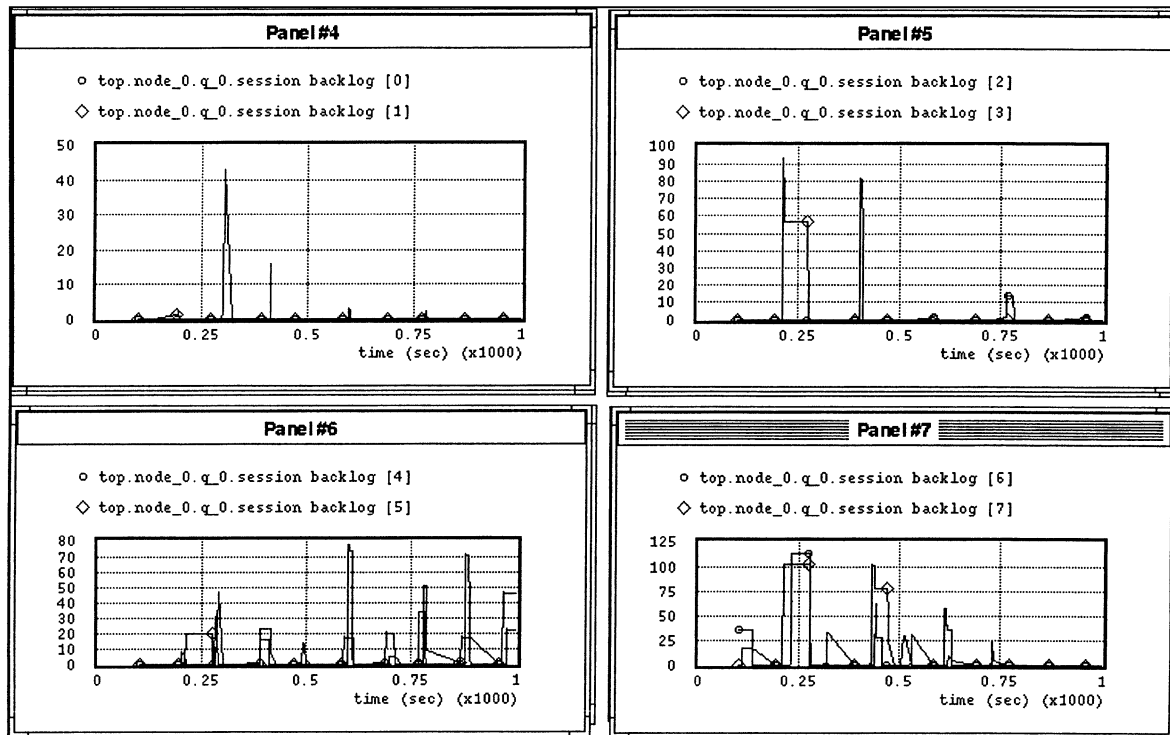 Panel #4
top.node_0.q_0.session backlog [0]
top.node_0.q_0.session backlog [1]
50
40
30
20
10
0
0 0.25 0.5 0.75 1
time (sec) (x1000)
Panel #5
top.node_0.q_0.session backlog [2]
top.node_0.q_0.session backlog [3]
100
90
80
70
60
50
40
30
20
10
0
0 0.25 0.5 0.75 1
time (sec) (x1000)
Panel #6
top.node_0.q_0.session backlog [4]
top.node_0.q_0.session backlog [5]
80
70
60
50
40
30
20
10
0
0 0.25 0.5 0.75 1
time (sec) (x1000)
Panel #7
top.node_0.q_0.session backlog [6]
top.node_0.q_0.session backlog [7]
125
100
75
50
25
0
0 0.25 0.5 0.75 1
time (sec) (x1000)